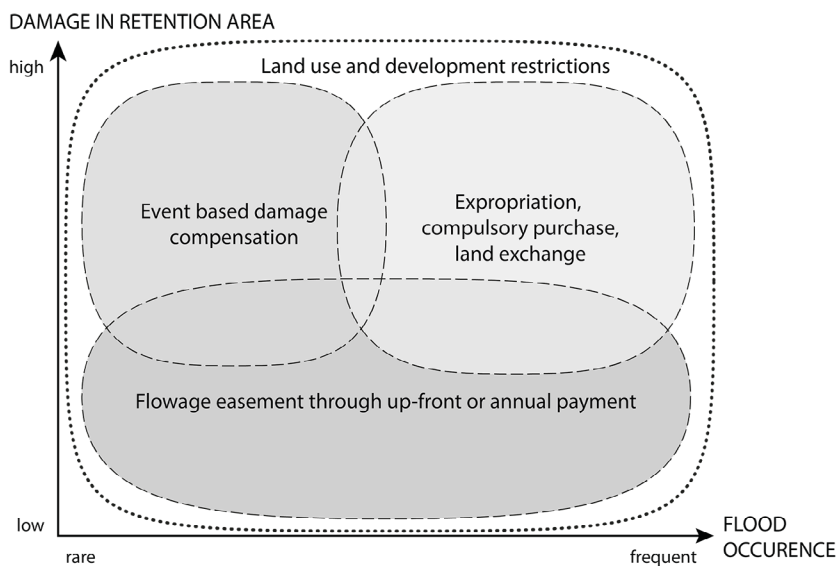 DAMAGE IN RETENTION AREA
high
Land use and development restrictions
Event based damage
compensation
Expropriation,
compulsory purchase,
land exchange
Flowage easement through up-front or annual payment
low
rare
frequent
FLOOD
OCCURENCE